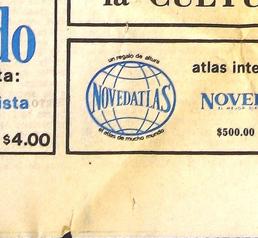 la CULTU
do
ta:
ista
$4.00
un regalo de altura
NOVEDATLAS
el atlas de mucho mundo
atlas inte
NOVED
$500.00